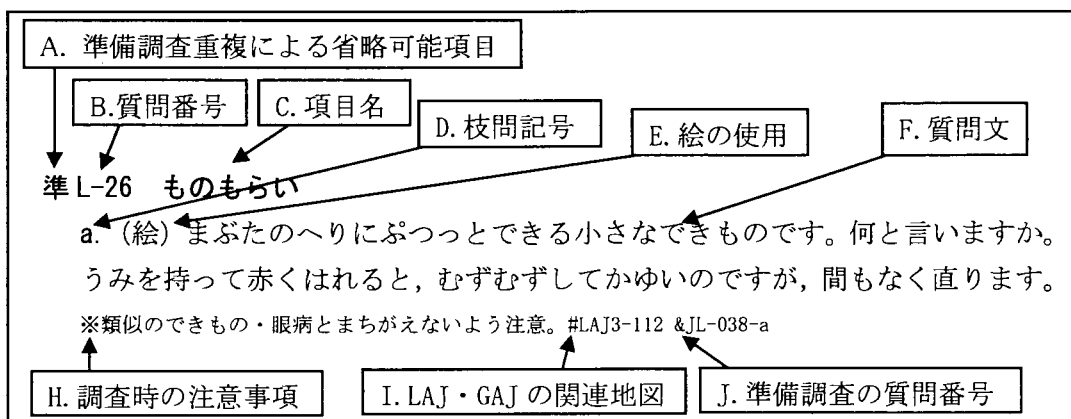 A. 準備調査重複による省略可能項目
B.質問番号
C.項目名
D.枝問記号
E.絵の使用
F.質問文
準L-26 ものもらい
a.(絵)まぶたのへりにぷつっとできる小さなできものです。何と言いますか。
うみを持って赤くはれると,むずむずしてかゆいのですが,間もなく直ります。
※類似のできもの・眼病とまちがえないよう注意。#LAJ3-112 &JL-038-a
H.調査時の注意事項
I.LAJ・GAJの関連地図
J.準備調査の質問番号